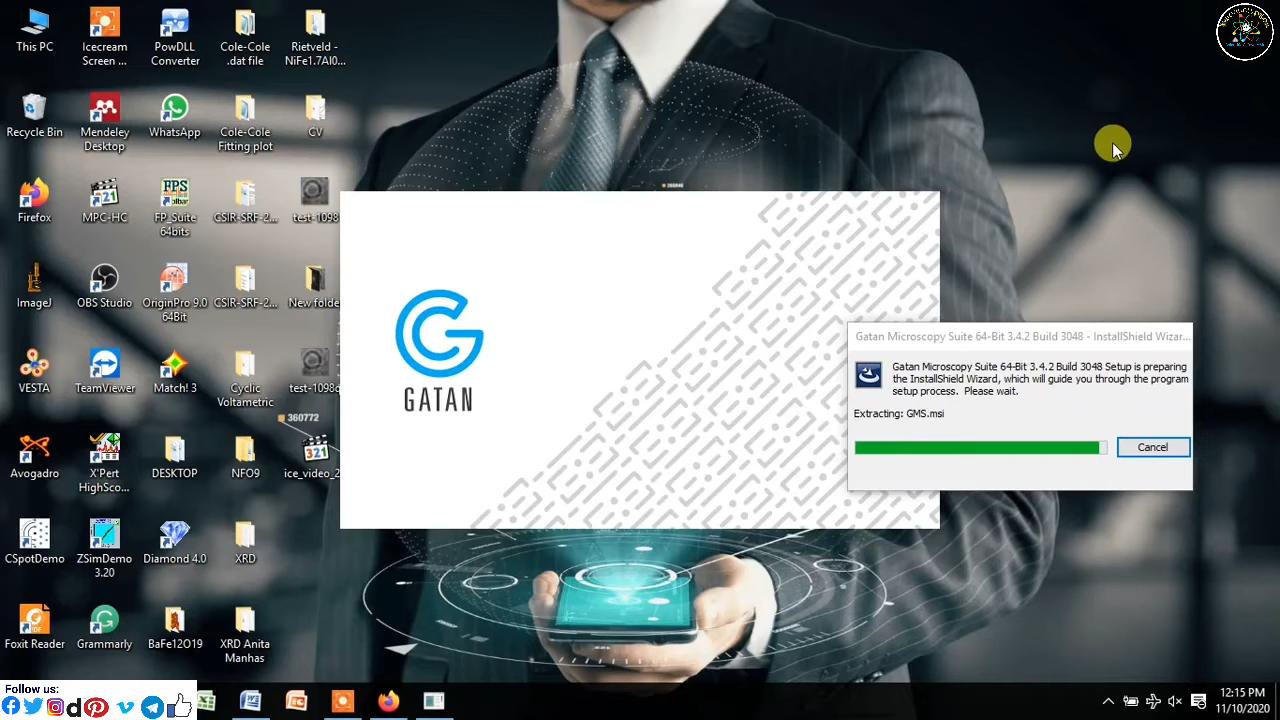 This PC
Icecream
Screen ...
PowDLL
Converter
Cole-Cole
.dat file
Rietveld -
NiFe1.7Al0...
Recycle Bin
Mendeley
Desktop
WhatsApp
Cole-Cole
Fitting plot
CV
Firefox
MPC-HC
FP_Suite
64bits
CSIR-SRF-2...
test-1098
ImageJ
OBS Studio
OriginPro 9.0
64Bit
CSIR-SRF-2...
New folde
VESTA
TeamViewer
Match! 3
Cyclic
Voltametric
test-1098c
360772
Avogadro
X'Pert
HighSco...
DESKTOP
NFO9
ice_video_2
CSpotDemo
ZSimDemo
3.20
Diamond 4.0
XRD
Foxit Reader
Grammarly
BaFe12O19
XRD Anita
Manhas
GATAN
Gatan Microscopy Suite 64-Bit 3.4.2 Build 3048 - InstallShield Wizar...
Gatan Microscopy Suite 64-Bit 3.4.2 Build 3048 Setup is preparing
the InstallShield Wizard, which will guide you through the program
setup process. Please wait.
Extracting: GMS.msi
Cancel
Follow us:
12:15 PM
11/10/2020